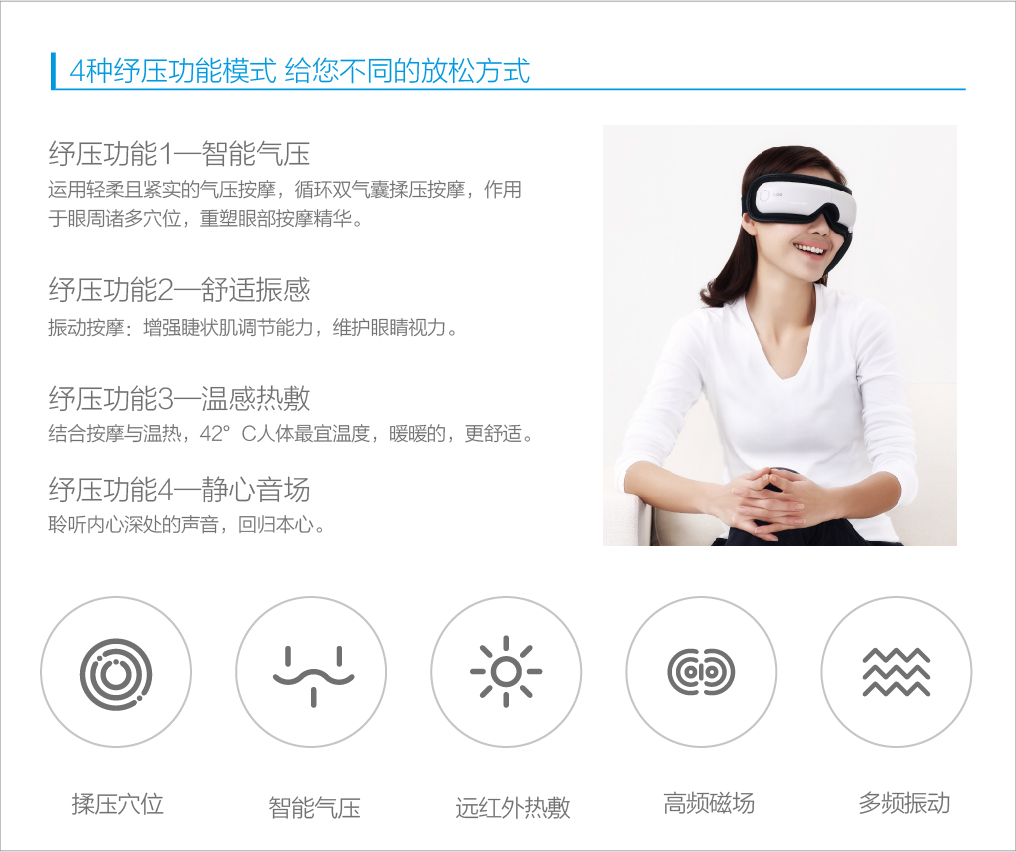 4种纾压功能模式 给您不同的放松方式
纾压功能1—智能气压
运用轻柔且紧实的气压按摩，循环双气囊揉压按摩，作用
于眼周诸多穴位，重塑眼部按摩精华。
纾压功能2—舒适振感
振动按摩：增强睫状肌调节能力，维护眼睛视力。
纾压功能3—温感热敷
结合按摩与温热，42°C人体最宜温度，暖暖的，更舒适。
纾压功能4—静心音场
聆听内心深处的声音，回归本心。
揉压穴位
智能气压
远红外热敷
高频磁场
多频振动